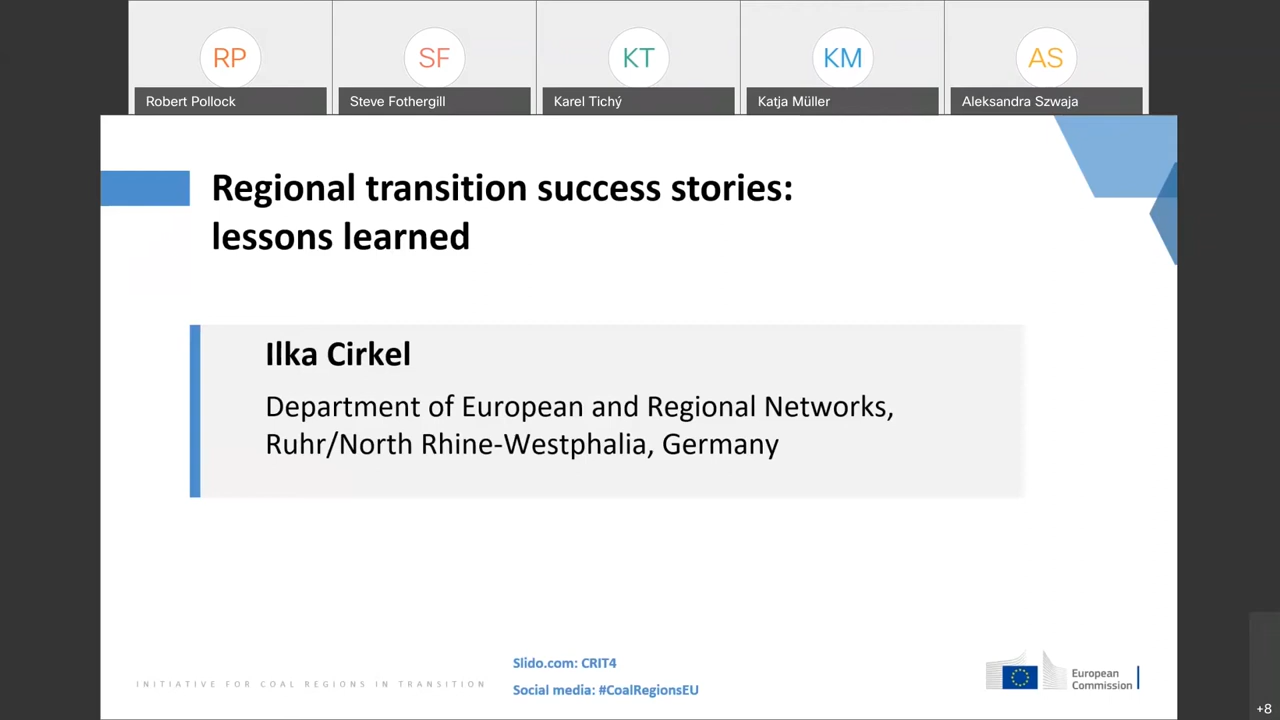 RP
SF
KT
KM
AS
Robert Pollock
Steve Fothergill
Karel Tichý
Katja Müller
Aleksandra Szwaja
Regional transition success stories:
lessons learned
Ilka Cirkel
Department of European and Regional Networks,
Ruhr/North Rhine-Westphalia, Germany
Slido.com: CRIT4
INITIATIVE FOR COAL REGIONS IN TRANSITION
Social media: #CoalRegionsEU
European
Commission
+8